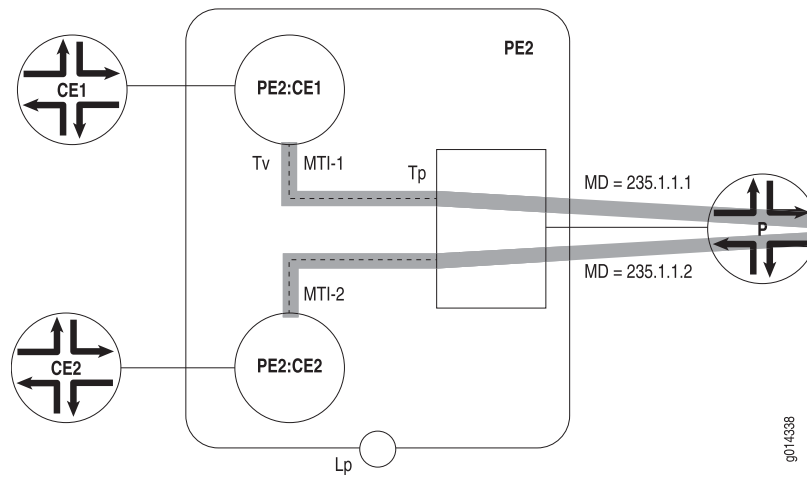 PE2
CE1
PE2:CE1
Tv
MTI-1
Tp
MD = 235.1.1.1
P
MD = 235.1.1.2
MTI-2
CE2
PE2:CE2
Lp
g014338